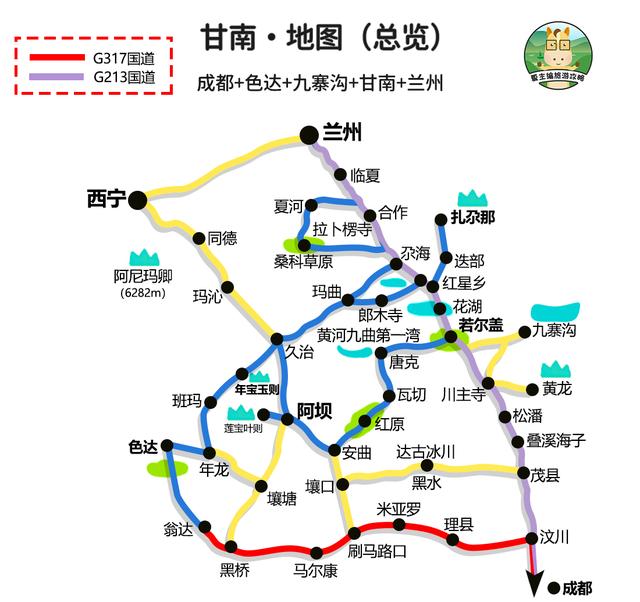 甘南·地图（总览）
G317国道
G213国道
成都+色达+九寨沟+甘南+兰州
兰州
临夏
西宁
夏河
合作
扎尕那
拉卜楞寺
同德
桑科草原
尕海
迭部
阿尼玛卿
(6282m)
玛沁
玛曲
红星乡
郎木寺
花湖
黄河九曲第一湾
若尔盖
九寨沟
久治
唐克
年宝玉则
川主寺
黄龙
班玛
瓦切
阿坝
莲宝叶则
红原
松潘
叠溪海子
色达
年龙
安曲
达古冰川
壤塘
壤口
黑水
茂县
米亚罗
翁达
理县
汶川
刷马路口
黑桥
马尔康
成都